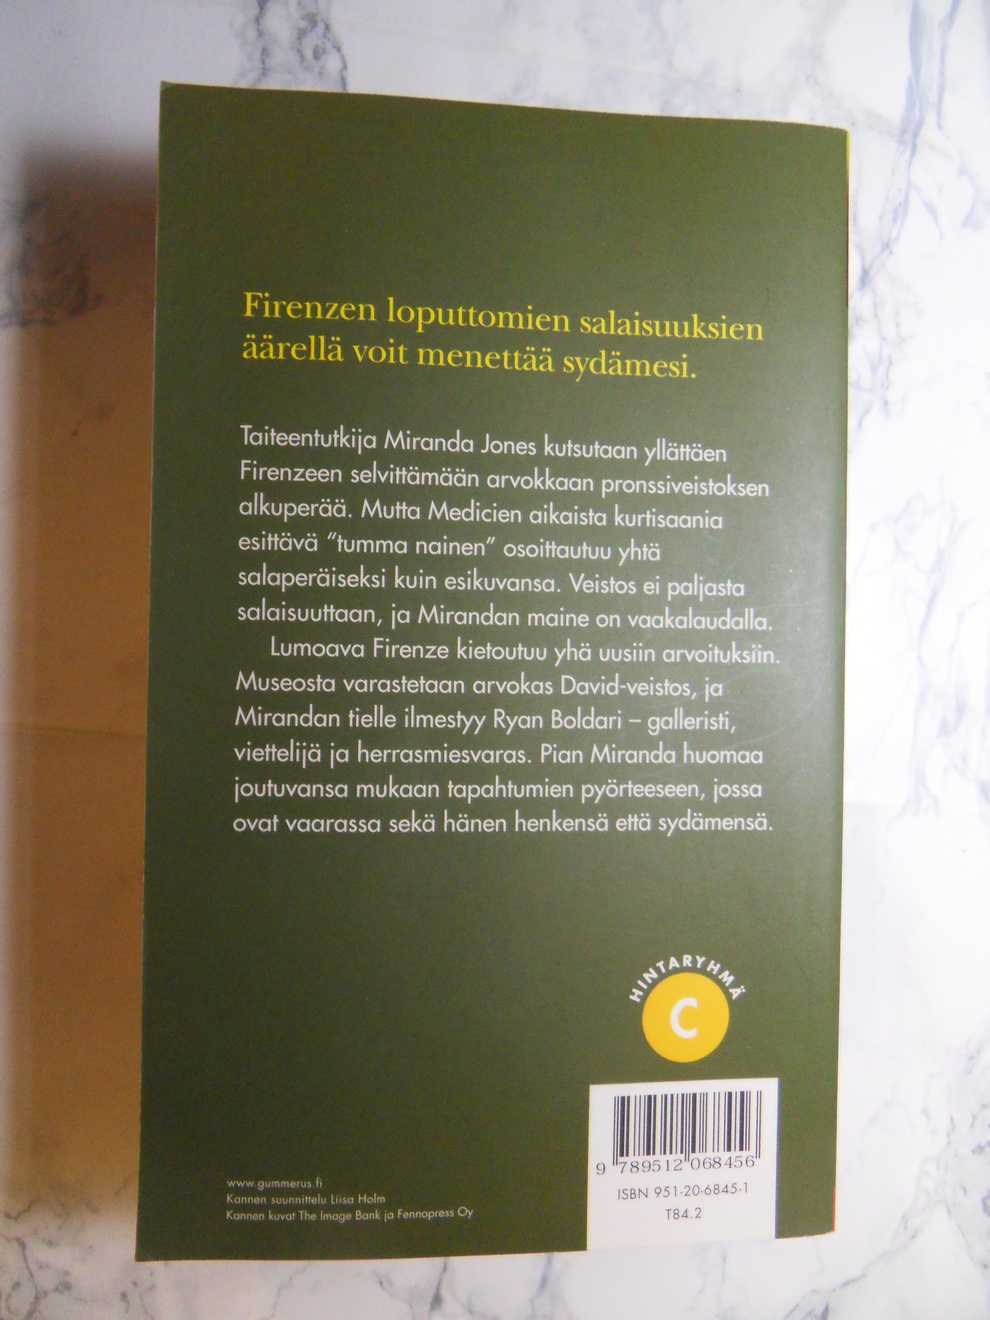 Firenzen loputtomien salaisuuksien
äärellä voit menettää sydämesi.
Taiteentutkija Miranda Jones kutsutaan yllättäen
Firenzeen selvittämään arvokkaan pronssiveistoksen
alkuperää. Mutta Medicien aikaista kurtisaania
esittävä ”tumma nainen” osoittautuu yhtä
salaperäiseksi kuin esikuvansa. Veistos ei paljasta
salaisuuttaan, ja Mirandan maine on vaakalaudalla.
Lumoava Firenze kietoutuu yhä uusiin arvoituksiin.
Museosta varastetaan arvokas David-veistos, ja
Mirandan tielle ilmestyy Ryan Boldari – galleristi,
viettelijä ja herrasmiesvaras. Pian Miranda huomaa
joutuvansa mukaan tapahtumien pyörteeseen, jossa
ovat vaarassa sekä hänen henkensä että sydämensä.
HINTARYHMÄ
C
9 789512 068456
ISBN 951-20-6845-1
T84.2
www.gummerus.fi
Kannen suunnittelu Liisa Holm
Kannen kuvat The Image Bank ja Fennopress Oy